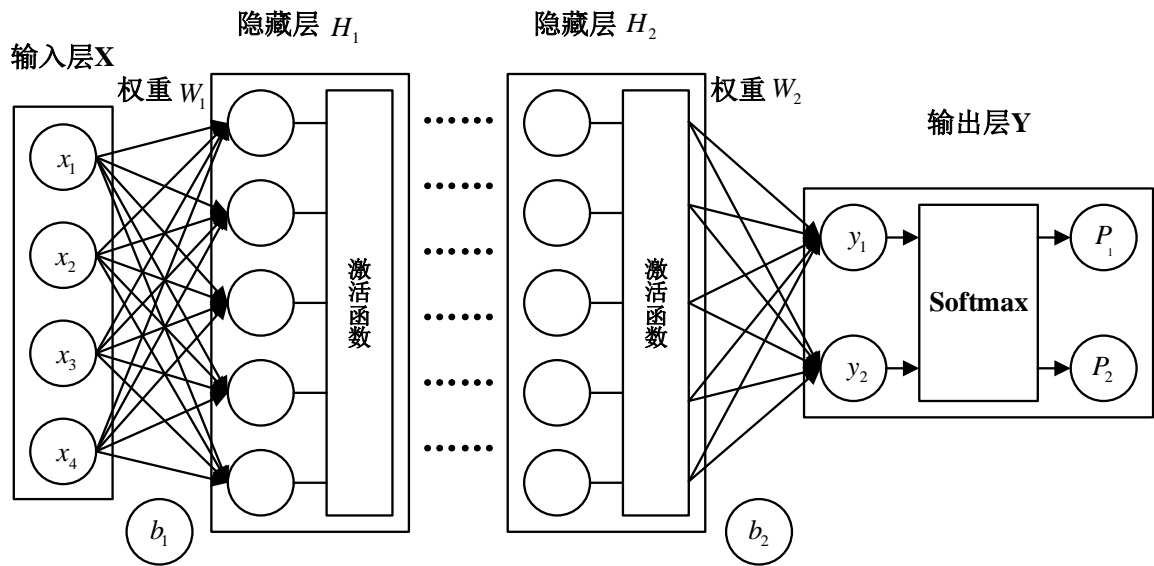 隐藏层 H₁
隐藏层 H₂
输入层X
权重 W₁
权重 W₂
输出层Y
x₁
x₂
x₃
x₄
激活函数
激活函数
y₁
y₂
Softmax
P₁
P₂
b₁
b₂